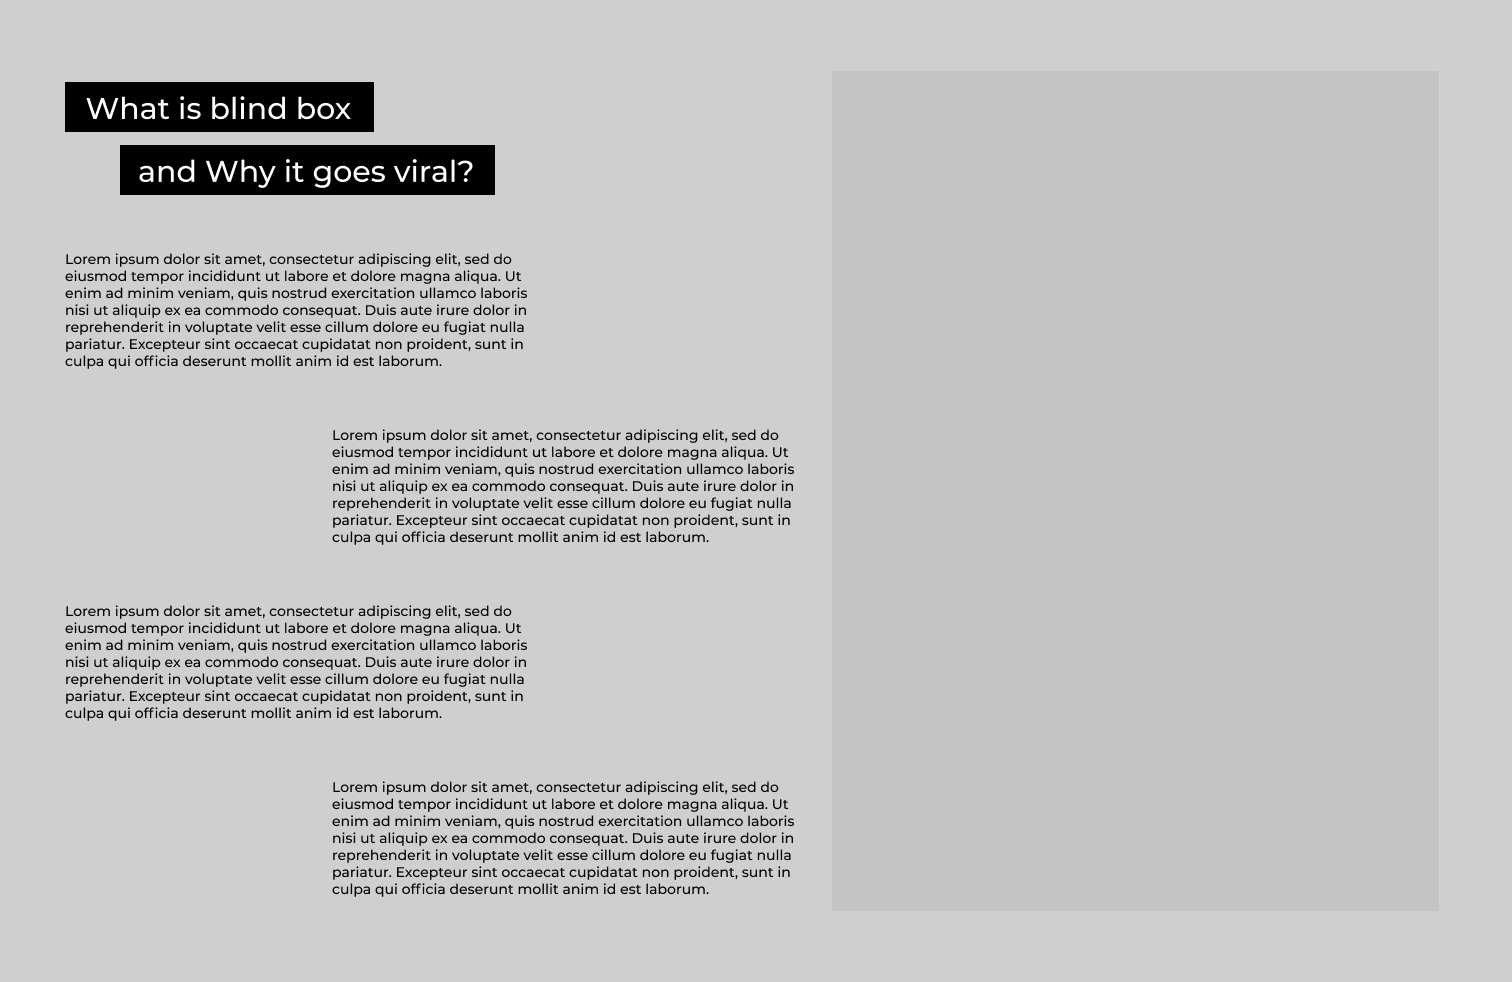 What is blind box
and Why it goes viral?
Lorem ipsum dolor sit amet, consectetur adipiscing elit, sed do
eiusmod tempor incididunt ut labore et dolore magna aliqua. Ut
enim ad minim veniam, quis nostrud exercitation ullamco laboris
nisi ut aliquip ex ea commodo consequat. Duis aute irure dolor in
reprehenderit in voluptate velit esse cillum dolore eu fugiat nulla
pariatur. Excepteur sint occaecat cupidatat non proident, sunt in
culpa qui officia deserunt mollit anim id est laborum.
Lorem ipsum dolor sit amet, consectetur adipiscing elit, sed do
eiusmod tempor incididunt ut labore et dolore magna aliqua. Ut
enim ad minim veniam, quis nostrud exercitation ullamco laboris
nisi ut aliquip ex ea commodo consequat. Duis aute irure dolor in
reprehenderit in voluptate velit esse cillum dolore eu fugiat nulla
pariatur. Excepteur sint occaecat cupidatat non proident, sunt in
culpa qui officia deserunt mollit anim id est laborum.
Lorem ipsum dolor sit amet, consectetur adipiscing elit, sed do
eiusmod tempor incididunt ut labore et dolore magna aliqua. Ut
enim ad minim veniam, quis nostrud exercitation ullamco laboris
nisi ut aliquip ex ea commodo consequat. Duis aute irure dolor in
reprehenderit in voluptate velit esse cillum dolore eu fugiat nulla
pariatur. Excepteur sint occaecat cupidatat non proident, sunt in
culpa qui officia deserunt mollit anim id est laborum.
Lorem ipsum dolor sit amet, consectetur adipiscing elit, sed do
eiusmod tempor incididunt ut labore et dolore magna aliqua. Ut
enim ad minim veniam, quis nostrud exercitation ullamco laboris
nisi ut aliquip ex ea commodo consequat. Duis aute irure dolor in
reprehenderit in voluptate velit esse cillum dolore eu fugiat nulla
pariatur. Excepteur sint occaecat cupidatat non proident, sunt in
culpa qui officia deserunt mollit anim id est laborum.